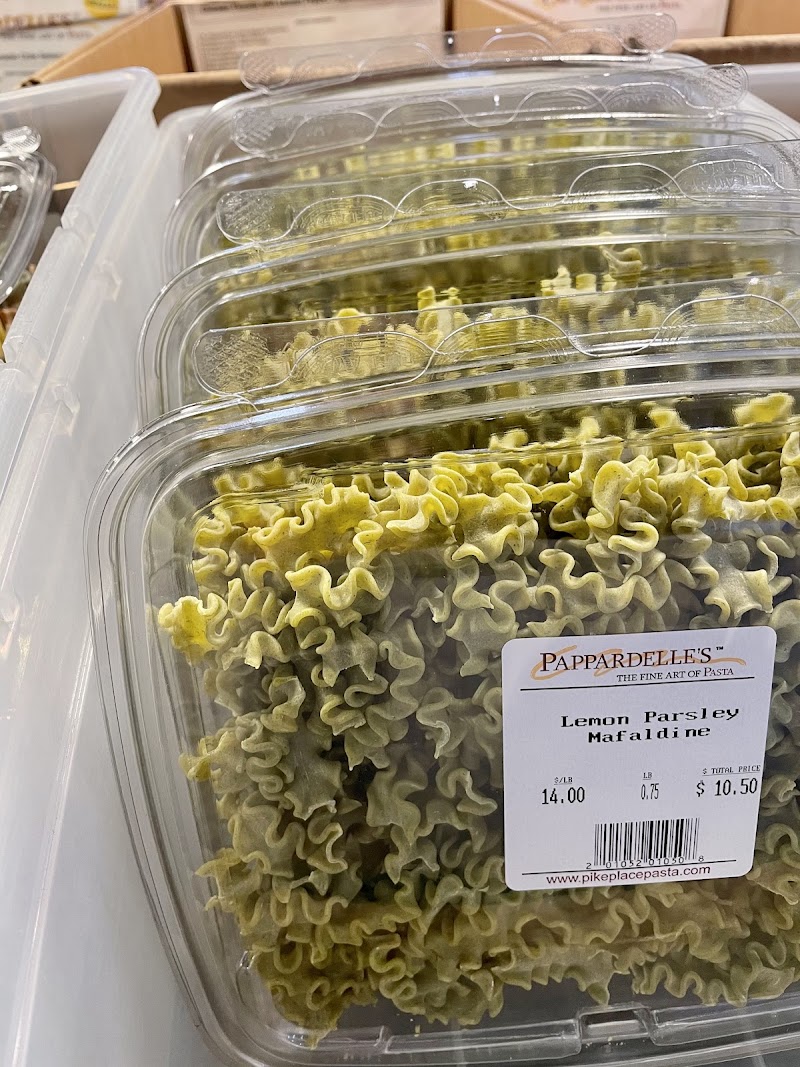 PAPPARDELLE'S™
THE FINE ART OF PASTA
Lemon Parsley
Mafaldine
$/LB
LB
$ TOTAL PRICE
14.00
0.75
$ 10.50
2 01052 01050 8
www.pikeplacepasta.com